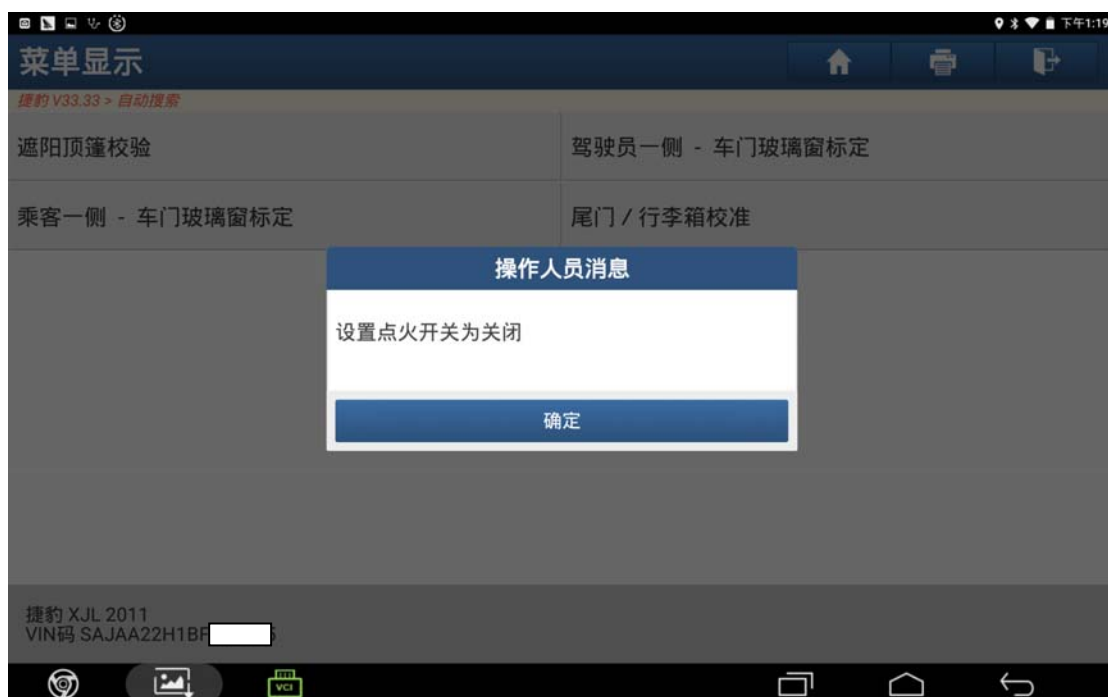 下午1:19
菜单显示
捷豹 V33.33 > 自动搜索
遮阳顶篷校验
驾驶员一侧 - 车门玻璃窗标定
乘客一侧 - 车门玻璃窗标定
尾门 / 行李箱校准
操作人员消息
设置点火开关为关闭
确定
捷豹 XJL 2011
VIN码 SAJAA22H1BF
VCI